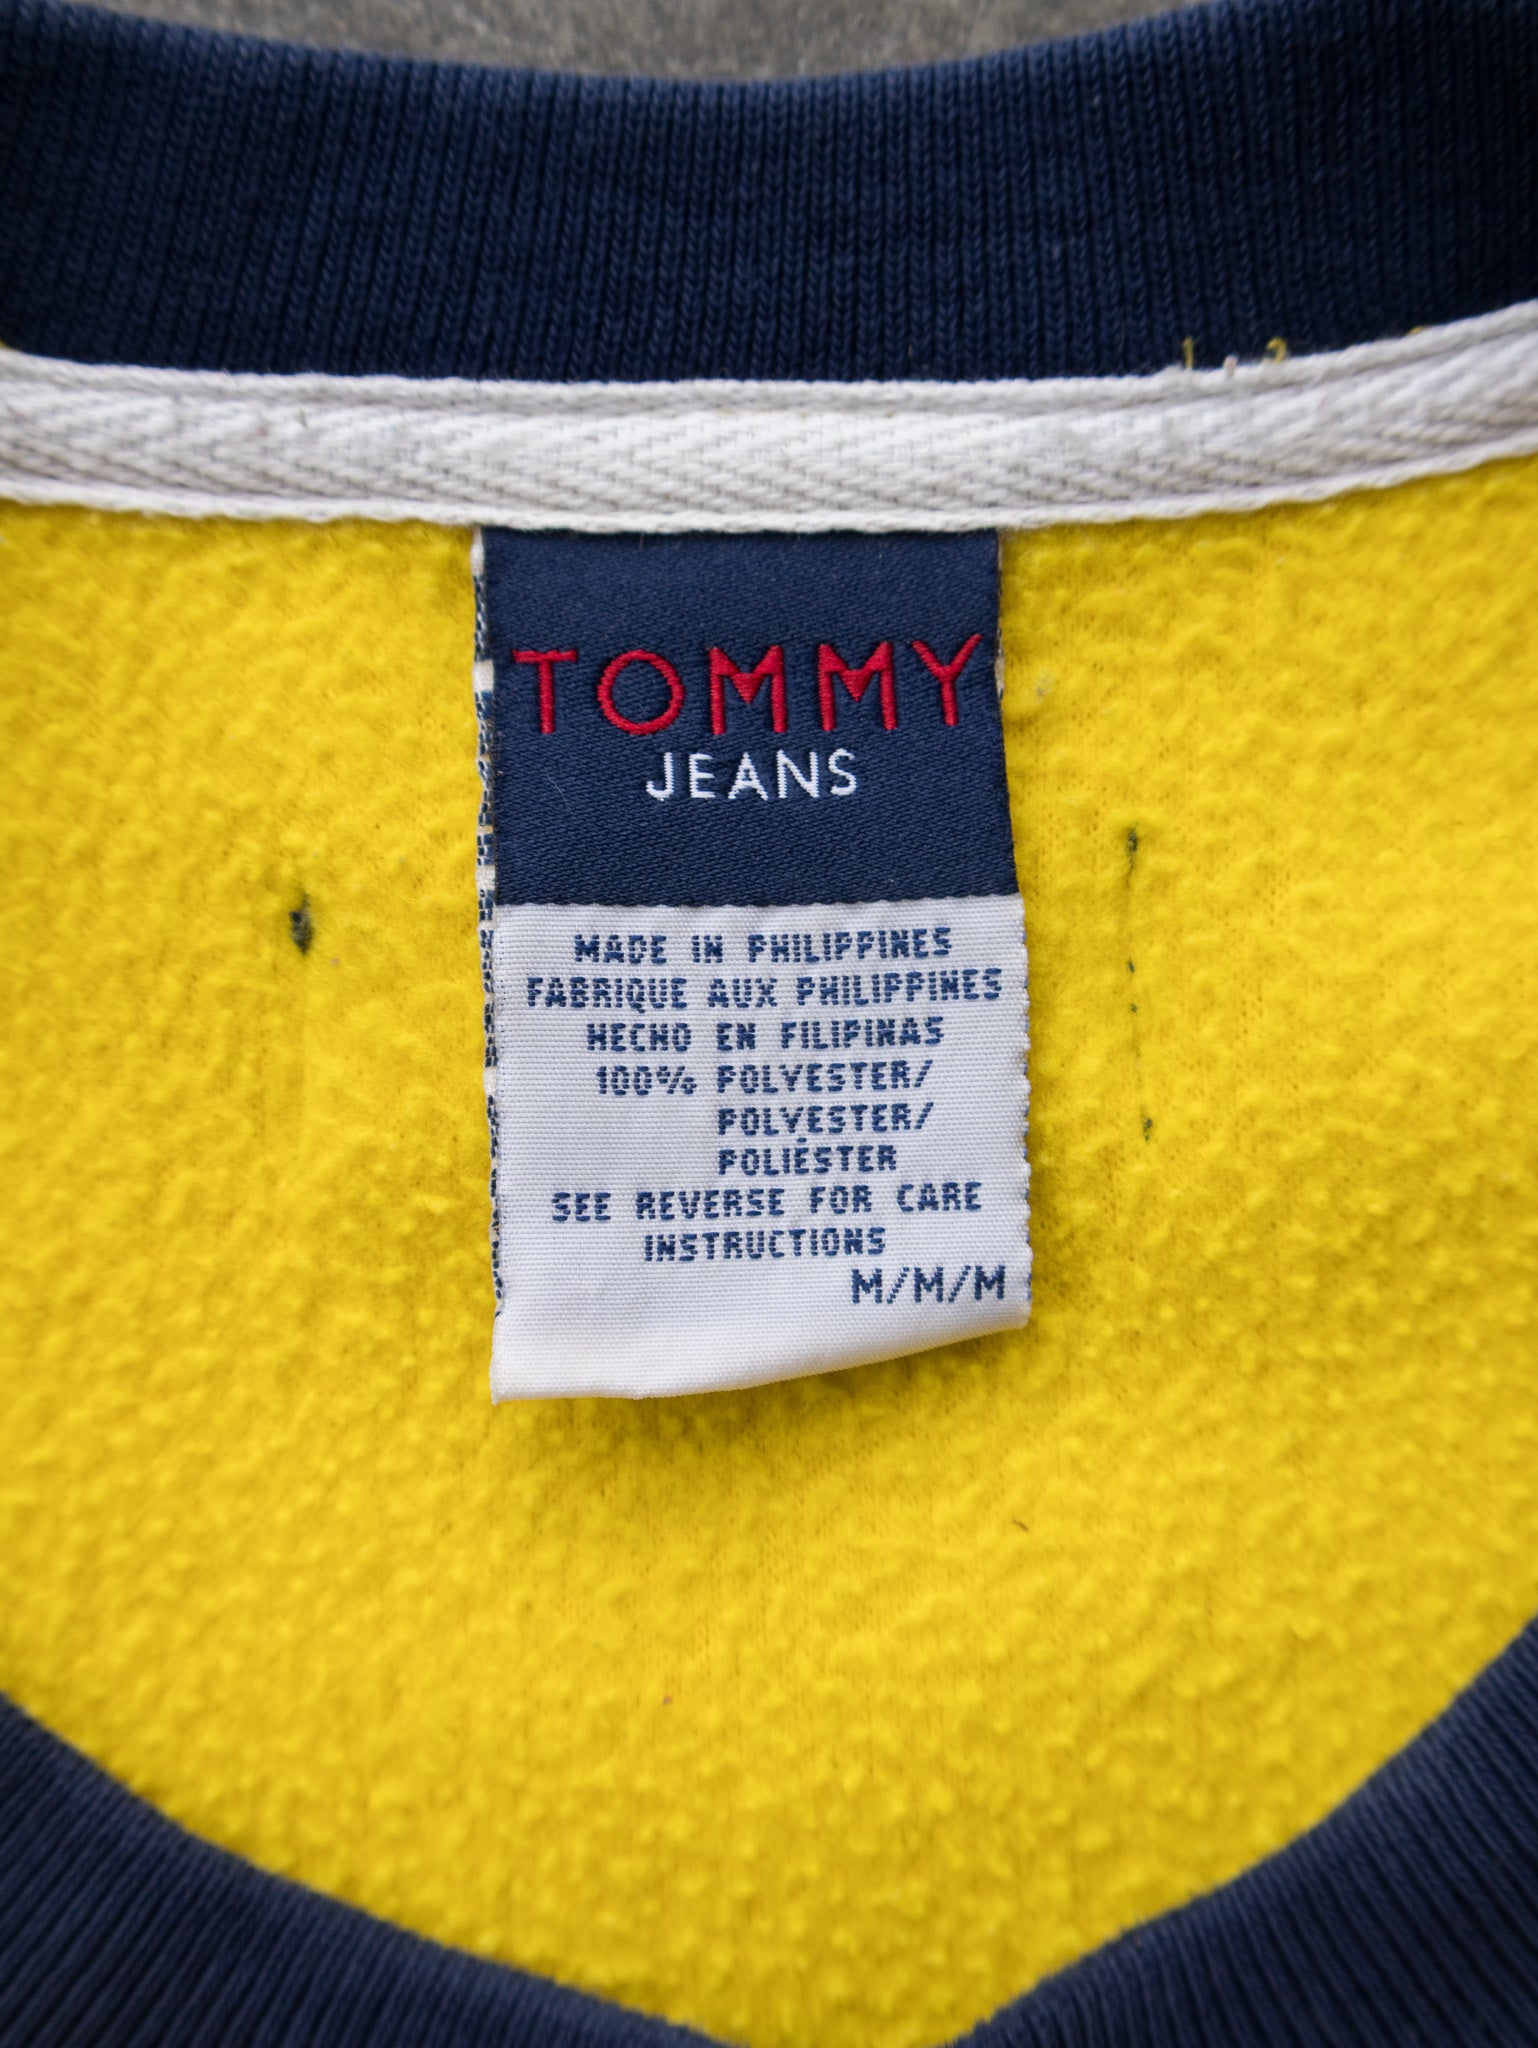 TOMMY
JEANS
MADE IN PHILIPPINES
FABRIQUE AUX PHILIPPINES
HECHO EN FILIPINAS
100% POLYESTER/
POLYESTER/
POLIÉSTER
SEE REVERSE FOR CARE
INSTRUCTIONS
M/M/M